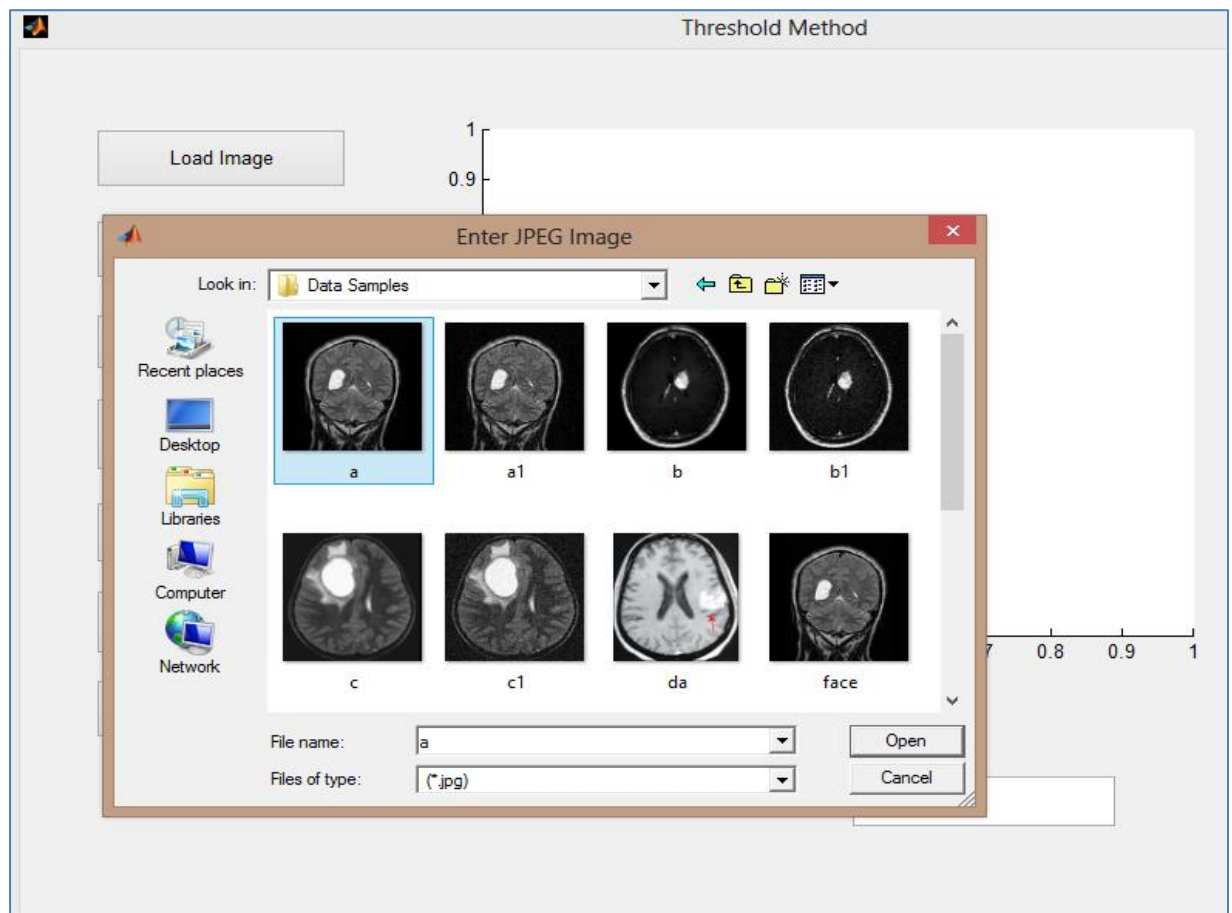 Threshold Method
Load Image
1
0.9
Enter JPEG Image
Look in:
Data Samples
Recent places
Desktop
Libraries
Computer
Network
a
a1
b
b1
c
c1
da
face
0.8
0.9
1
File name:
a
Open
Files of type:
(*.jpg)
Cancel